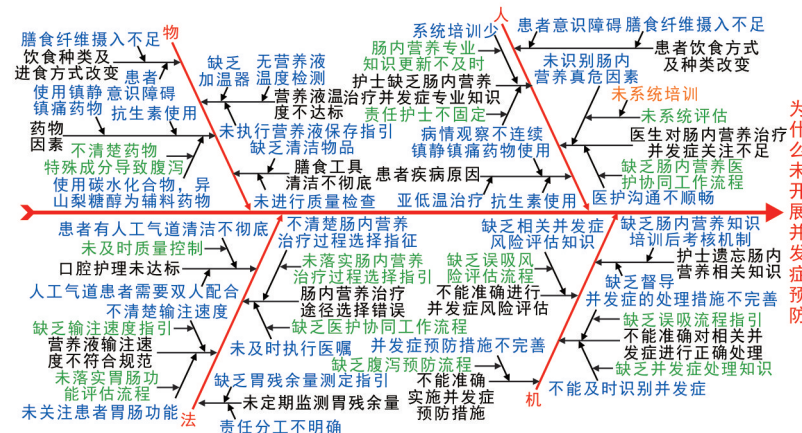 物
膳食纤维摄入不足
饮食种类及
进食方式改变
患者
意识障碍
使用镇静
镇痛药物
抗生素使用
药物
因素
不清楚药物
特殊成分导致腹泻
使用碳水化合物，异
山梨糖醇为辅料药物
缺乏
加温器
无营养液
温度检测
营养液温
度不达标
未执行营养液保存指引
缺乏清洁物品
膳食工具
清洁不彻底
未进行质量检查
人
系统培训少
肠内营养专业
知识更新不及时
护士缺乏肠内营养
治疗并发症专业知识
责任护士不固定
病情观察不连续
镇静镇痛药物使用
患者疾病原因
亚低温治疗
抗生素使用
患者意识障碍
膳食纤维摄入不足
患者饮食方式
及种类改变
未识别肠内
营养真危因素
未系统培训
未系统评估
医生对肠内营养治疗
并发症关注不足
缺乏肠内营养医
护协同工作流程
医护沟通不顺畅
为什么未开展并发症预防
患者有人工气道清洁不彻底
未及时质量控制
口腔护理未达标
人工气道患者需要双人配合
不清楚输注速度
缺乏输注速度指引
营养液输注速
度不符合规范
未落实胃肠功
能评估流程
未关注患者胃肠功能
法
不清楚肠内营养
治疗过程选择指征
未落实肠内营养
治疗过程选择指引
肠内营养治疗
途径选择错误
缺乏医护协同工作流程
未及时执行医嘱
缺乏胃残余量测定指引
未定期监测胃残余量
责任分工不明确
缺乏相关并发症
风险评估知识
缺乏误吸风
险评估流程
不能准确进行
并发症风险评估
并发症预防措施不完善
缺乏腹泻预防流程
不能准确
实施并发症
预防措施
机
缺乏肠内营养知识
培训后考核机制
护士遗忘肠内
营养相关知识
缺乏督导
并发症的处理措施不完善
缺乏误吸流程指引
不能准确对相关并
发症进行正确处理
缺乏并发症处理知识
不能及时识别并发症